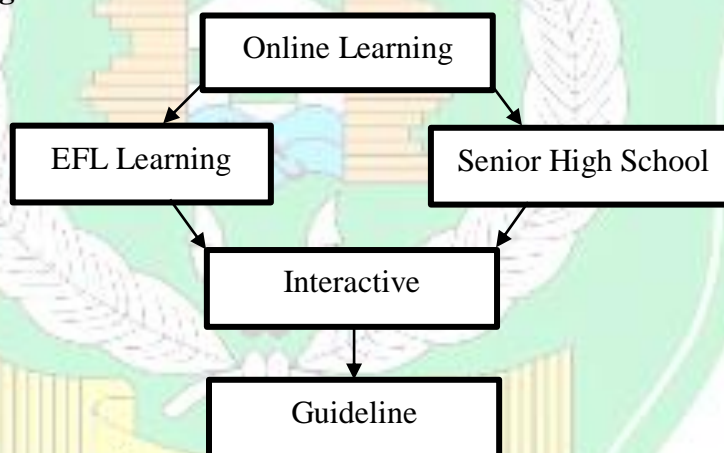 Online Learning
EFL Learning
Senior High School
Interactive
Guideline